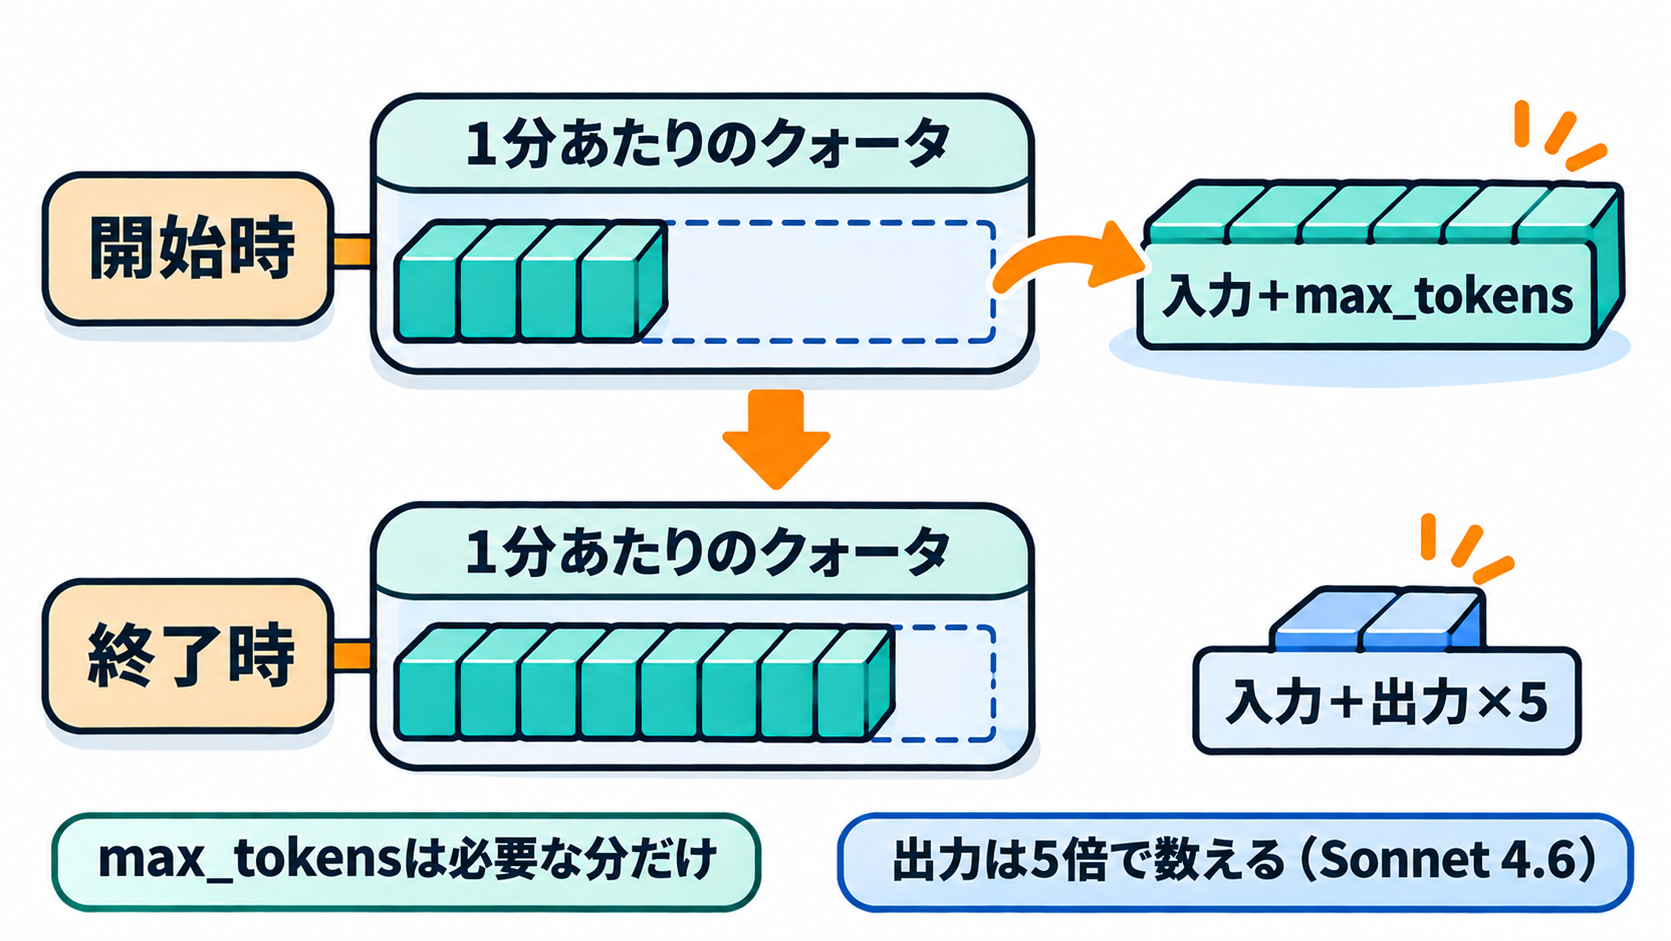 1分あたりのクォータ
開始時
入力+max_tokens
1分あたりのクォータ
終了時
入力+出力×5
max_tokensは必要な分だけ
出力は5倍で数える（Sonnet 4.6）